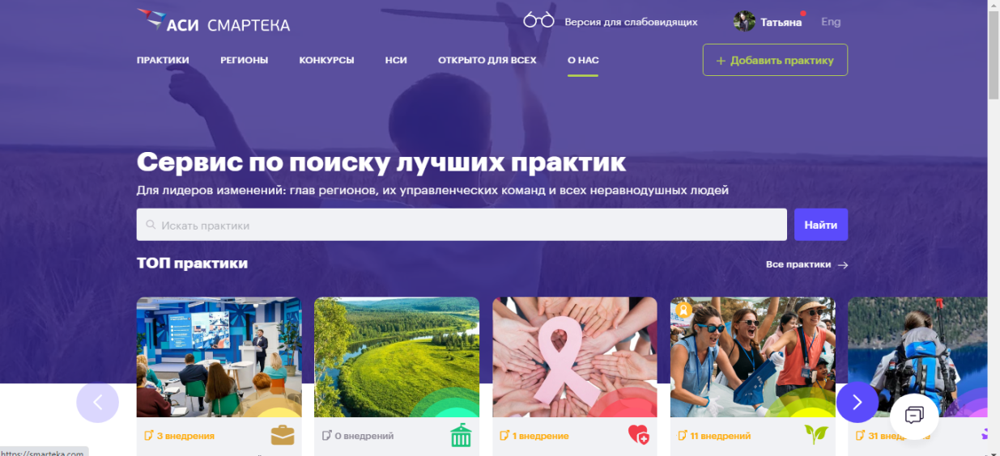 АСИ СМАРТЕКА
Версия для слабовидящих
Татьяна
Eng
ПРАКТИКИ РЕГИОНЫ КОНКУРСЫ НСИ ОТКРЫТО ДЛЯ ВСЕХ О НАС
+ Добавить практику
Сервис по поиску лучших практик
Для лидеров изменений: глав регионов, их управленческих команд и всех неравнодушных людей
Искать практики
Найти
ТОП практики
Все практики →
3 внедрения
0 внедрений
1 внедрение
11 внедрений
31 внедрение
https://smarteka.com